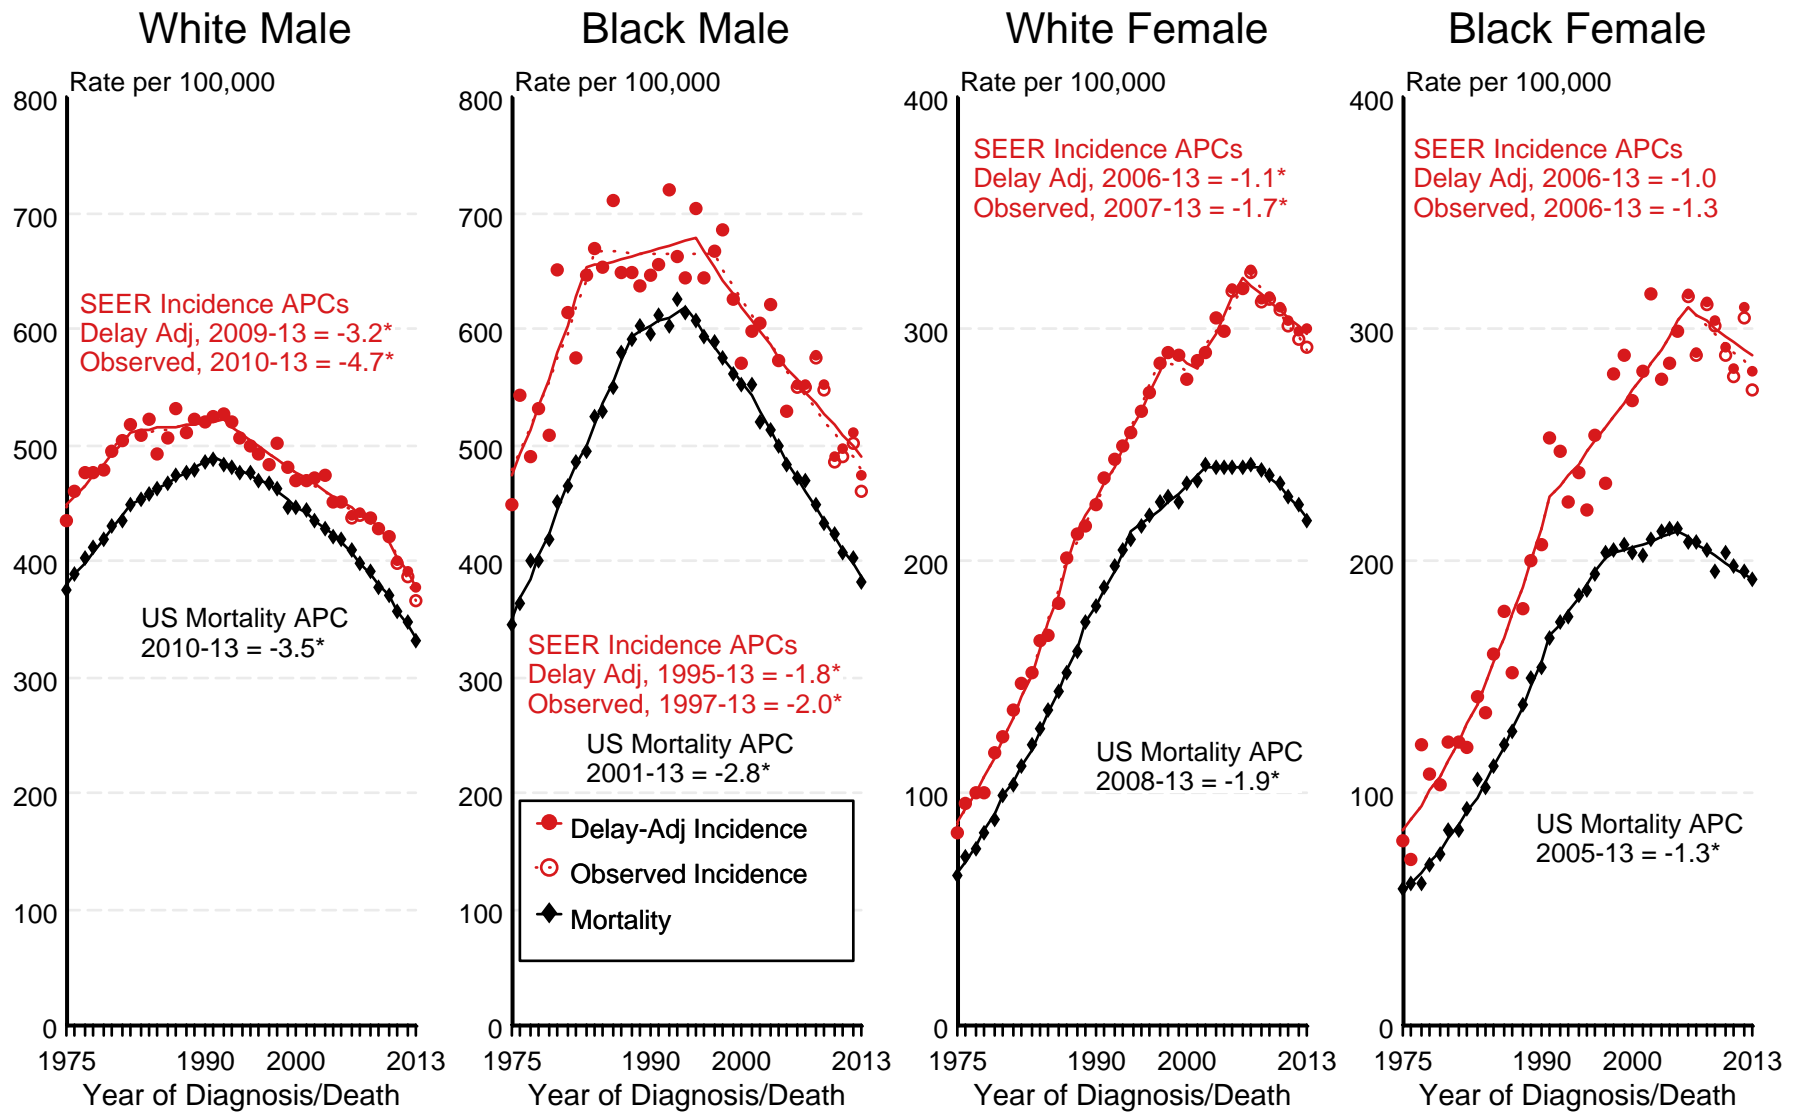 White Male
Rate per 100,000
800
700
600
500
400
300
200
100
0
SEER Incidence APCs
Delay Adj, 2009-13 = -3.2*
Observed, 2010-13 = -4.7*
US Mortality APC
2010-13 = -3.5*
1975 1990 2000 2013
Year of Diagnosis/Death
Black Male
Rate per 100,000
800
700
600
500
400
300
200
100
0
SEER Incidence APCs
Delay Adj, 1995-13 = -1.8*
Observed, 1997-13 = -2.0*
US Mortality APC
2001-13 = -2.8*
Delay-Adj Incidence
Observed Incidence
Mortality
1975 1990 2000 2013
Year of Diagnosis/Death
White Female
Rate per 100,000
400
300
200
100
0
SEER Incidence APCs
Delay Adj, 2006-13 = -1.1*
Observed, 2007-13 = -1.7*
US Mortality APC
2008-13 = -1.9*
1975 1990 2000 2013
Year of Diagnosis/Death
Black Female
Rate per 100,000
400
300
200
100
0
SEER Incidence APCs
Delay Adj, 2006-13 = -1.0
Observed, 2006-13 = -1.3
US Mortality APC
2005-13 = -1.3*
1975 1990 2000 2013
Year of Diagnosis/Death